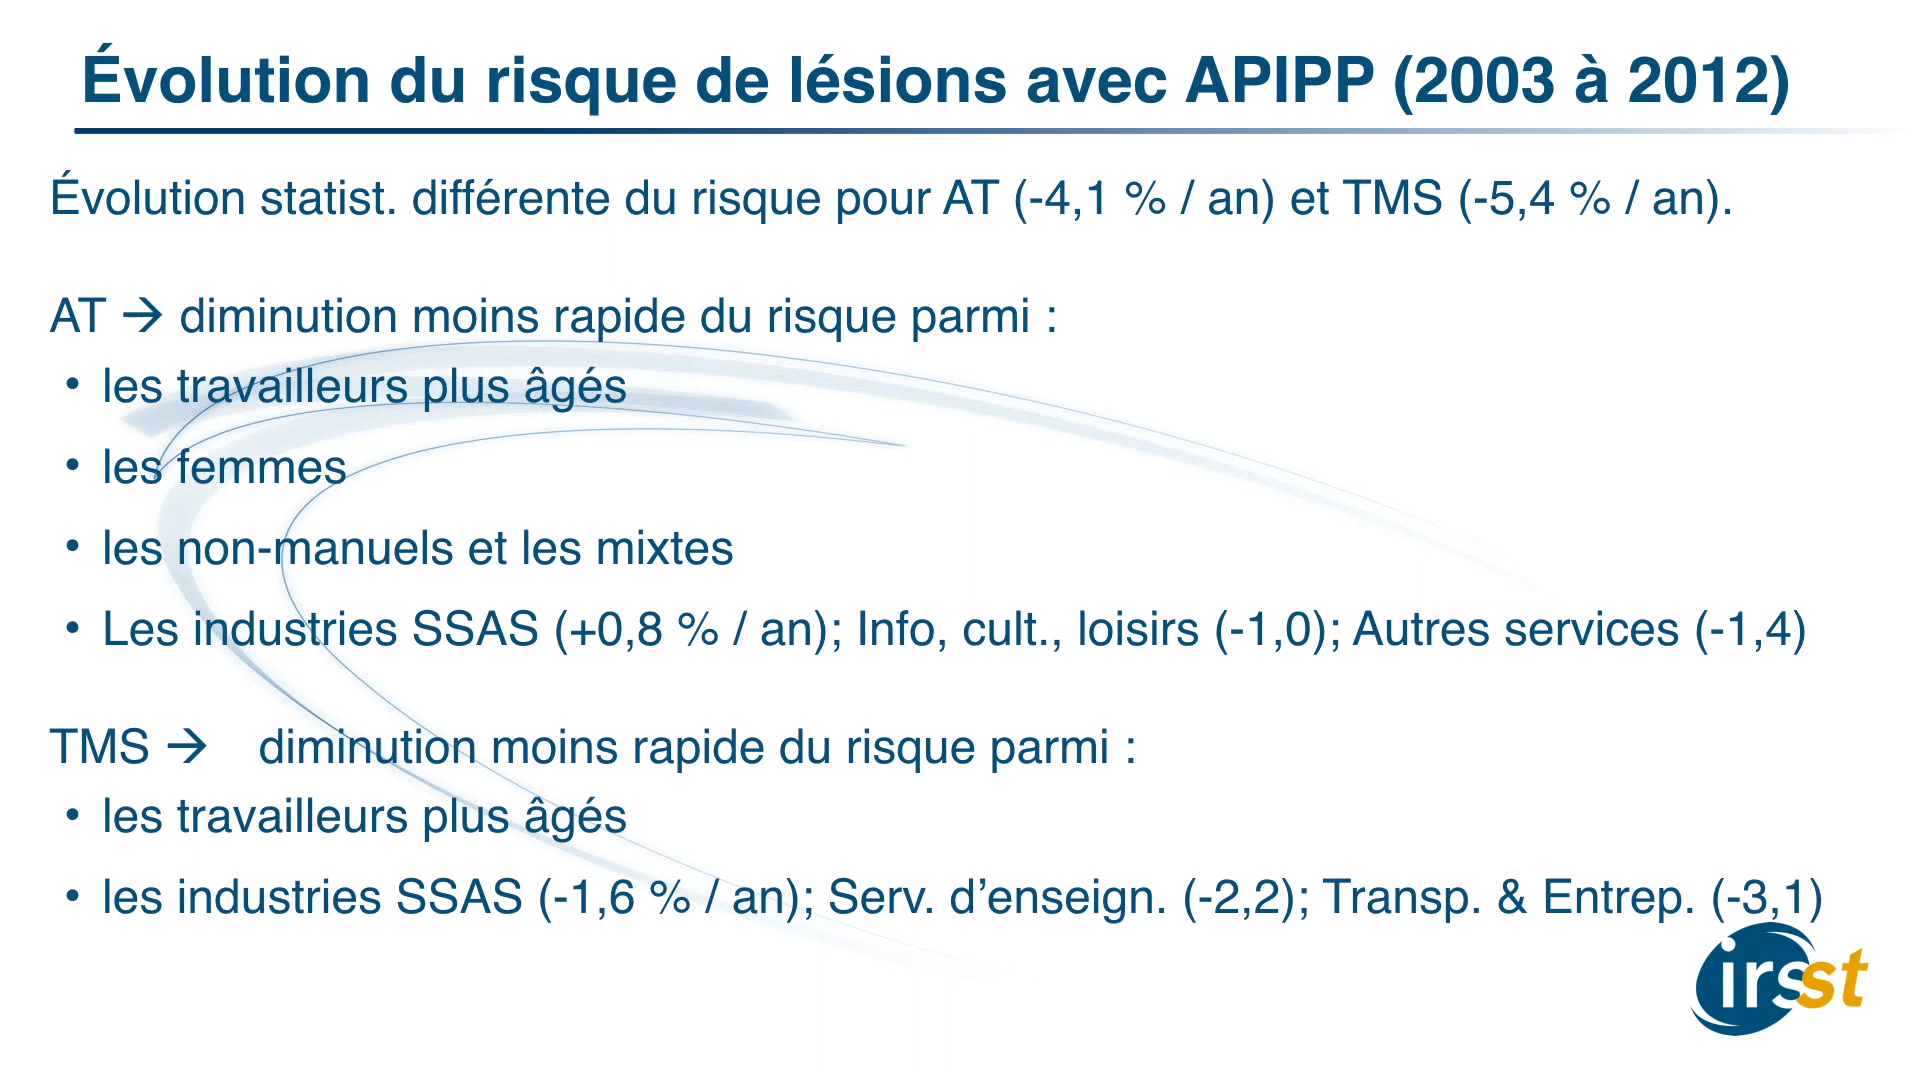 Évolution du risque de lésions avec APIPP (2003 à 2012)
Évolution statist. différente du risque pour AT (-4,1 % / an) et TMS (-5,4 % / an).
AT → diminution moins rapide du risque parmi :
• les travailleurs plus âgés
• les femmes
• les non-manuels et les mixtes
• Les industries SSAS (+0,8 % / an); Info, cult., loisirs (-1,0); Autres services (-1,4)
TMS → diminution moins rapide du risque parmi :
• les travailleurs plus âgés
• les industries SSAS (-1,6 % / an); Serv. d’enseign. (-2,2); Transp. & Entrep. (-3,1)
irsst